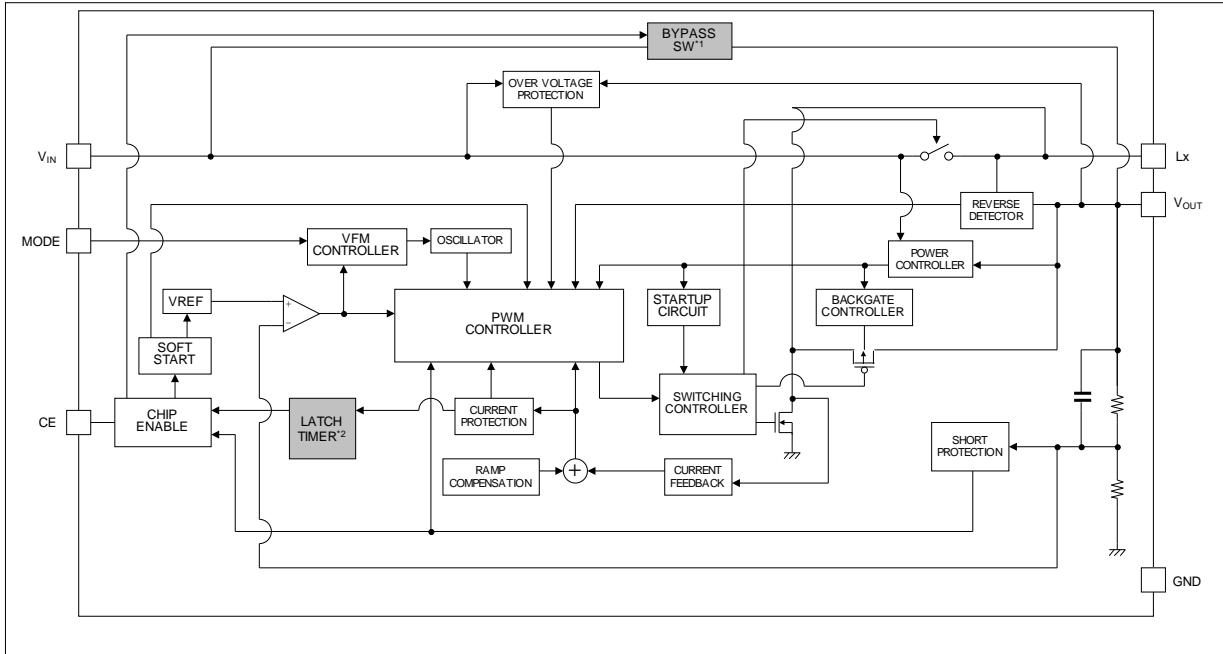 BYPASS
SW*1
OVER VOLTAGE
PROTECTION
VIN
Lx
REVERSE
DETECTOR
VOUT
MODE
VFM
CONTROLLER
OSCILLATOR
POWER
CONTROLLER
VREF
+
−
PWM
CONTROLLER
STARTUP
CIRCUIT
BACKGATE
CONTROLLER
SOFT
START
SWITCHING
CONTROLLER
CE
CHIP
ENABLE
LATCH
TIMER*2
CURRENT
PROTECTION
SHORT
PROTECTION
RAMP
COMPENSATION
+
CURRENT
FEEDBACK
GND